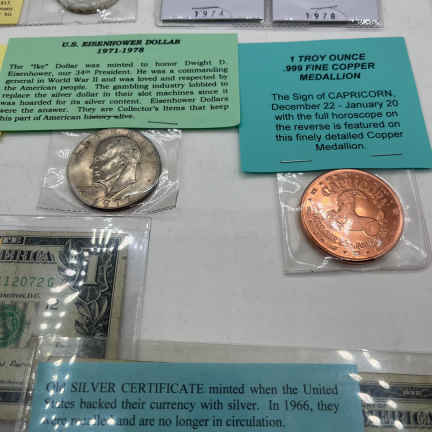 1974
1978
U.S. EISENHOWER DOLLAR
1971-1978
The "Ike" Dollar was minted to honor Dwight D.
Eisenhower, our 34th President. He was a commanding
general in World War II and was loved and respected by
the American people. The gambling industry lobbied to
replace the silver dollar in their slot machines since it
was hoarded for its silver content. Eisenhower Dollars
were the answer. They are Collector's Items that keep
this part of American history alive.
1 TROY OUNCE
.999 FINE COPPER
MEDALLION
The Sign of CAPRICORN,
December 22 - January 20
with the full horoscope on
the reverse is featured on
this finely detailed Copper
Medallion.
CAPRICORN
ERICA
12072G
1
Old SILVER CERTIFICATE minted when the United
States backed their currency with silver. In 1966, they
were recalled and are no longer in circulation.